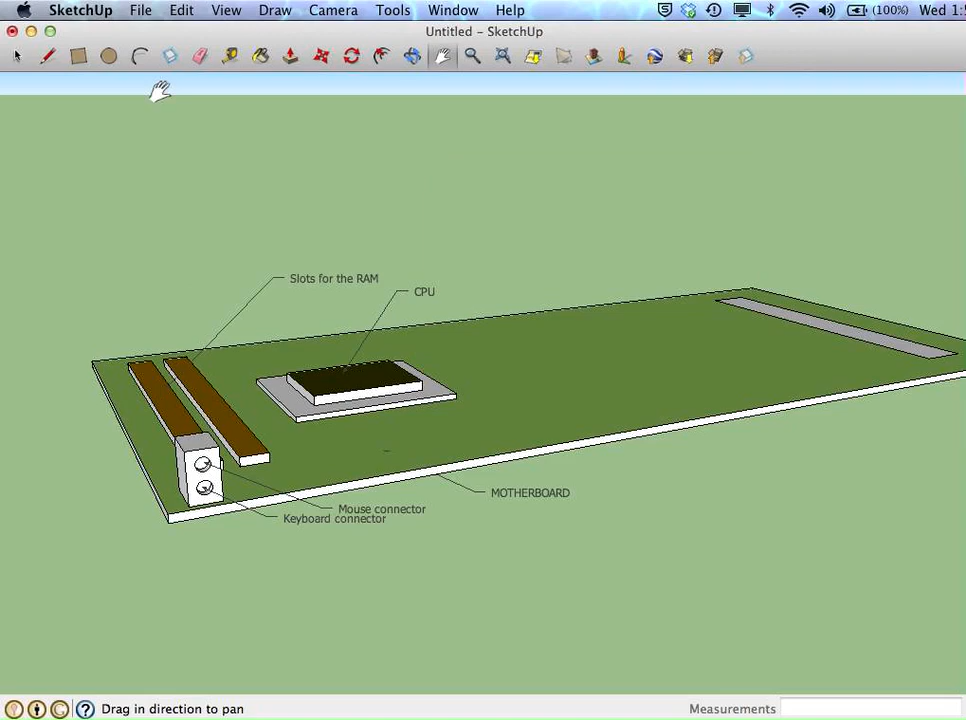 SketchUp File Edit View Draw Camera Tools Window Help (100%) Wed 1:
Untitled – SketchUp
Slots for the RAM
CPU
MOTHERBOARD
Mouse connector
Keyboard connector
Drag in direction to pan
Measurements